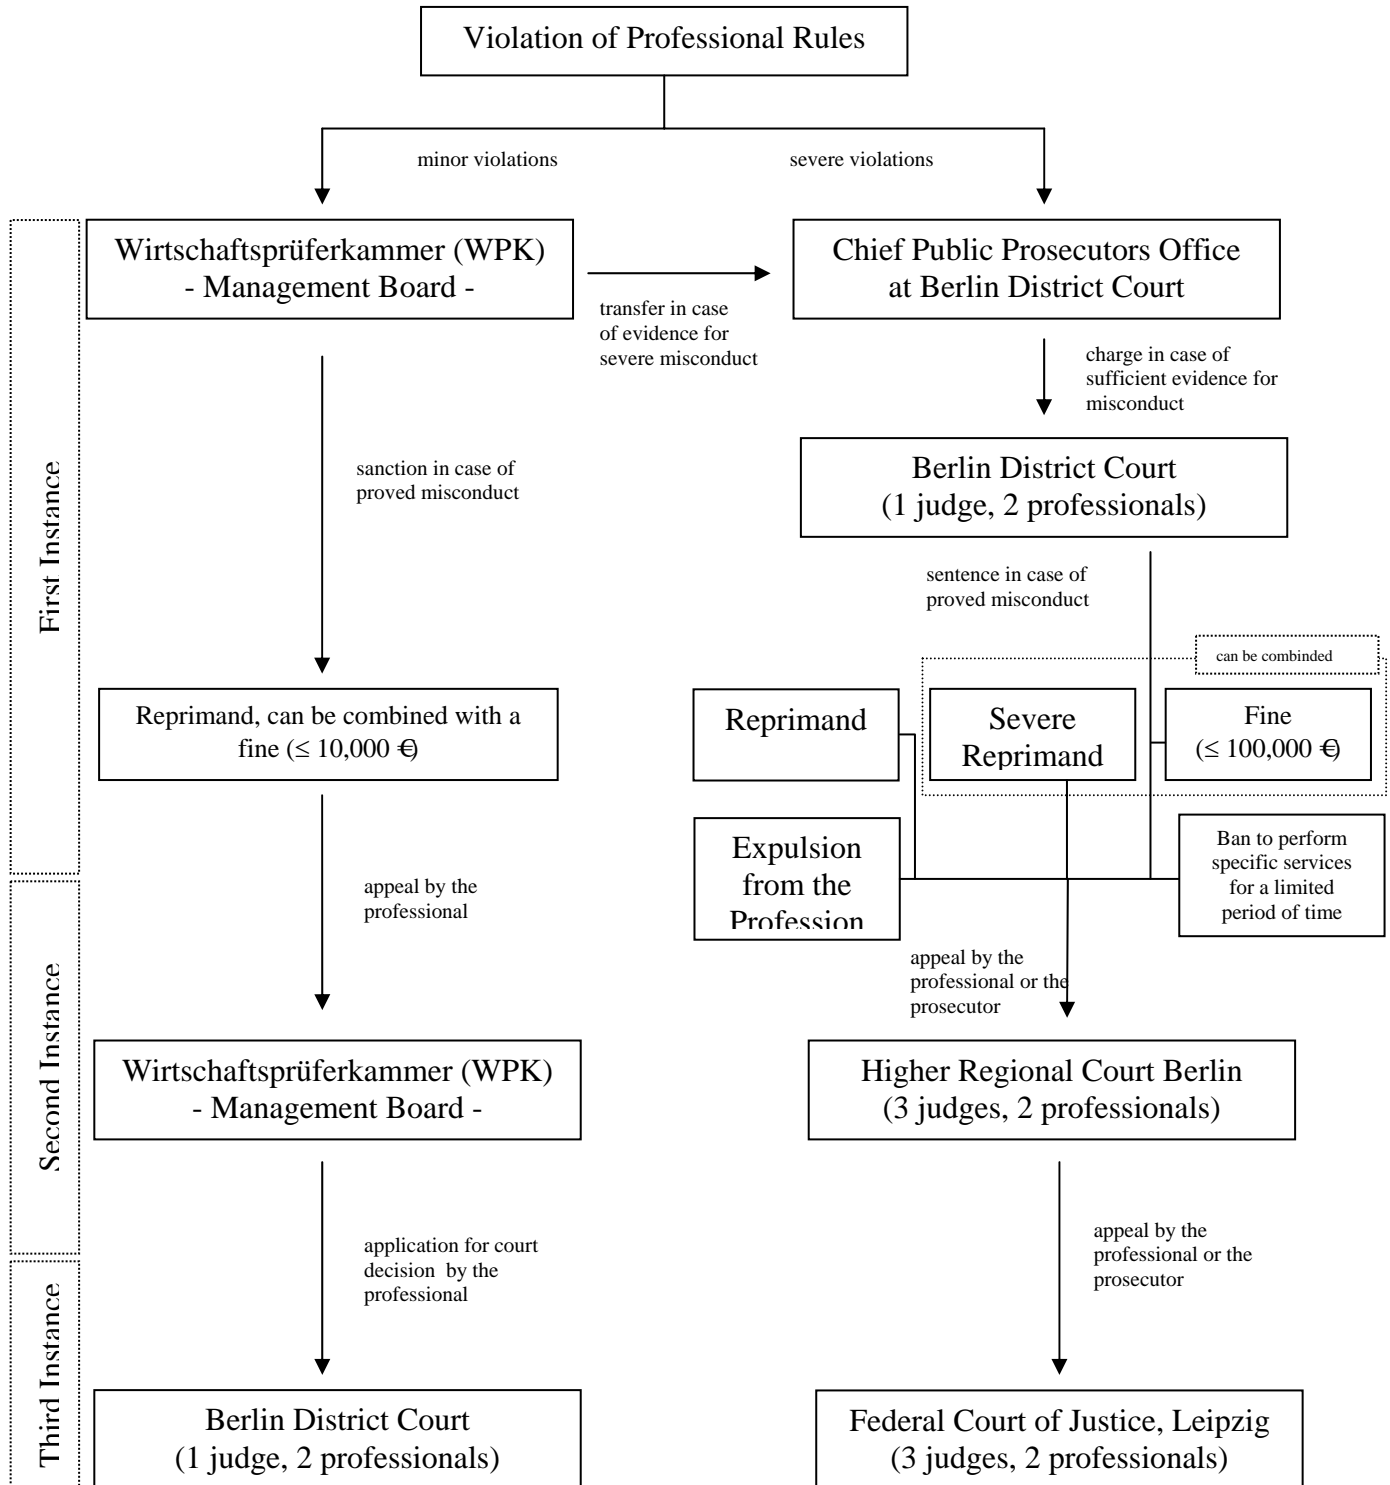 Violation of Professional Rules
minor violations
severe violations
Wirtschaftsprüferkammer (WPK)
- Management Board -
transfer in case
of evidence for
severe misconduct
Chief Public Prosecutors Office
at Berlin District Court
charge in case of
sufficient evidence for
misconduct
First Instance
sanction in case of
proved misconduct
Berlin District Court
(1 judge, 2 professionals)
sentence in case of
proved misconduct
can be combinded
Reprimand, can be combined with a
fine (≤ 10,000 €)
Reprimand
Severe
Reprimand
Fine
(≤ 100,000 €)
Expulsion
from the
Profession
Ban to perform
specific services
for a limited
period of time
appeal by the
professional
appeal by the
professional or the
prosecutor
Second Instance
Wirtschaftsprüferkammer (WPK)
- Management Board -
Higher Regional Court Berlin
(3 judges, 2 professionals)
application for court
decision by the
professional
appeal by the
professional or the
prosecutor
Third Instance
Berlin District Court
(1 judge, 2 professionals)
Federal Court of Justice, Leipzig
(3 judges, 2 professionals)